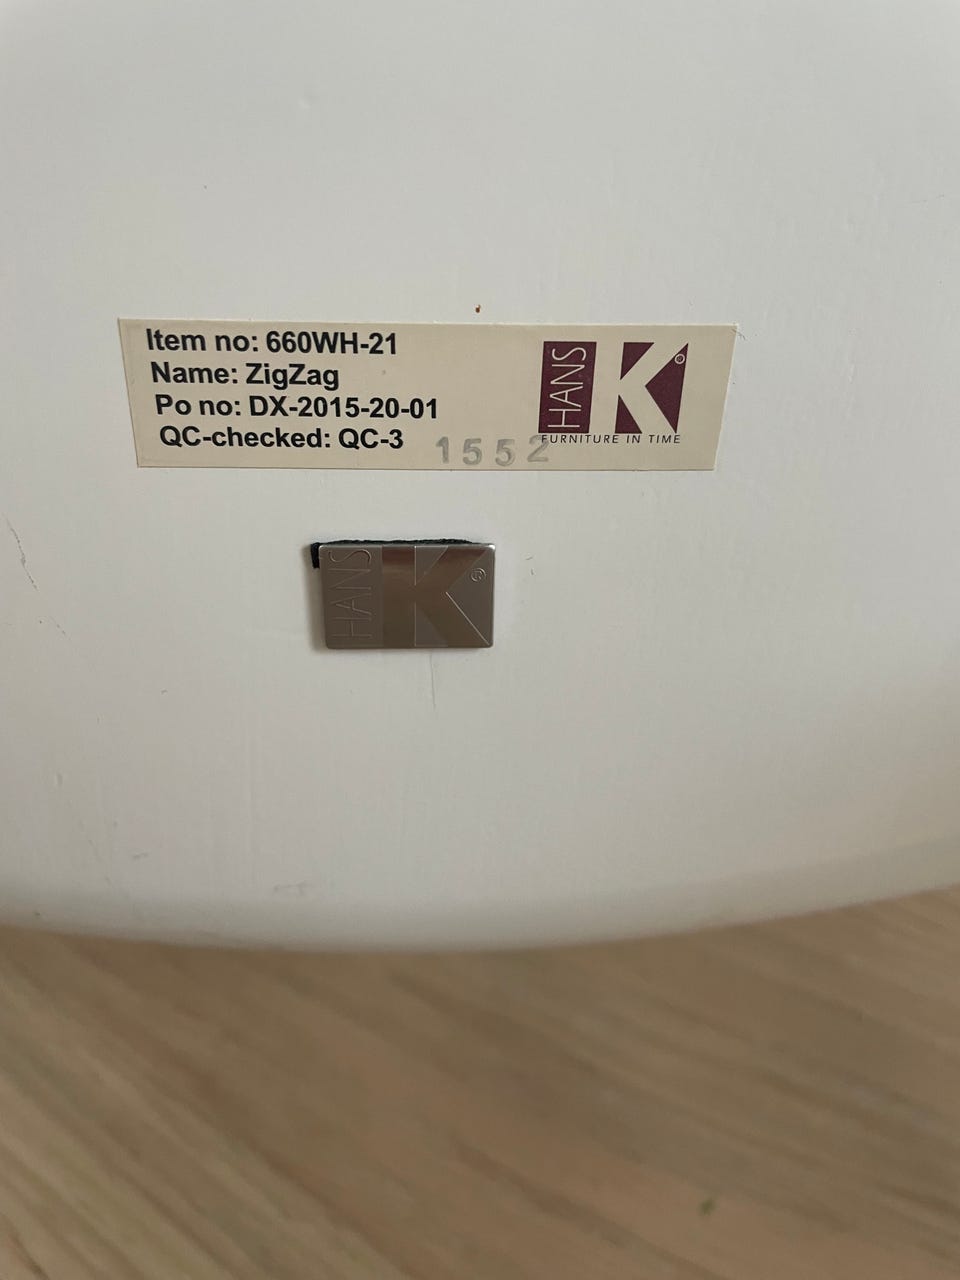 Item no: 660WH-21
Name: ZigZag
Po no: DX-2015-20-01
QC-checked: QC-3
1552
HANS K ®
FURNITURE IN TIME
HANS K ®